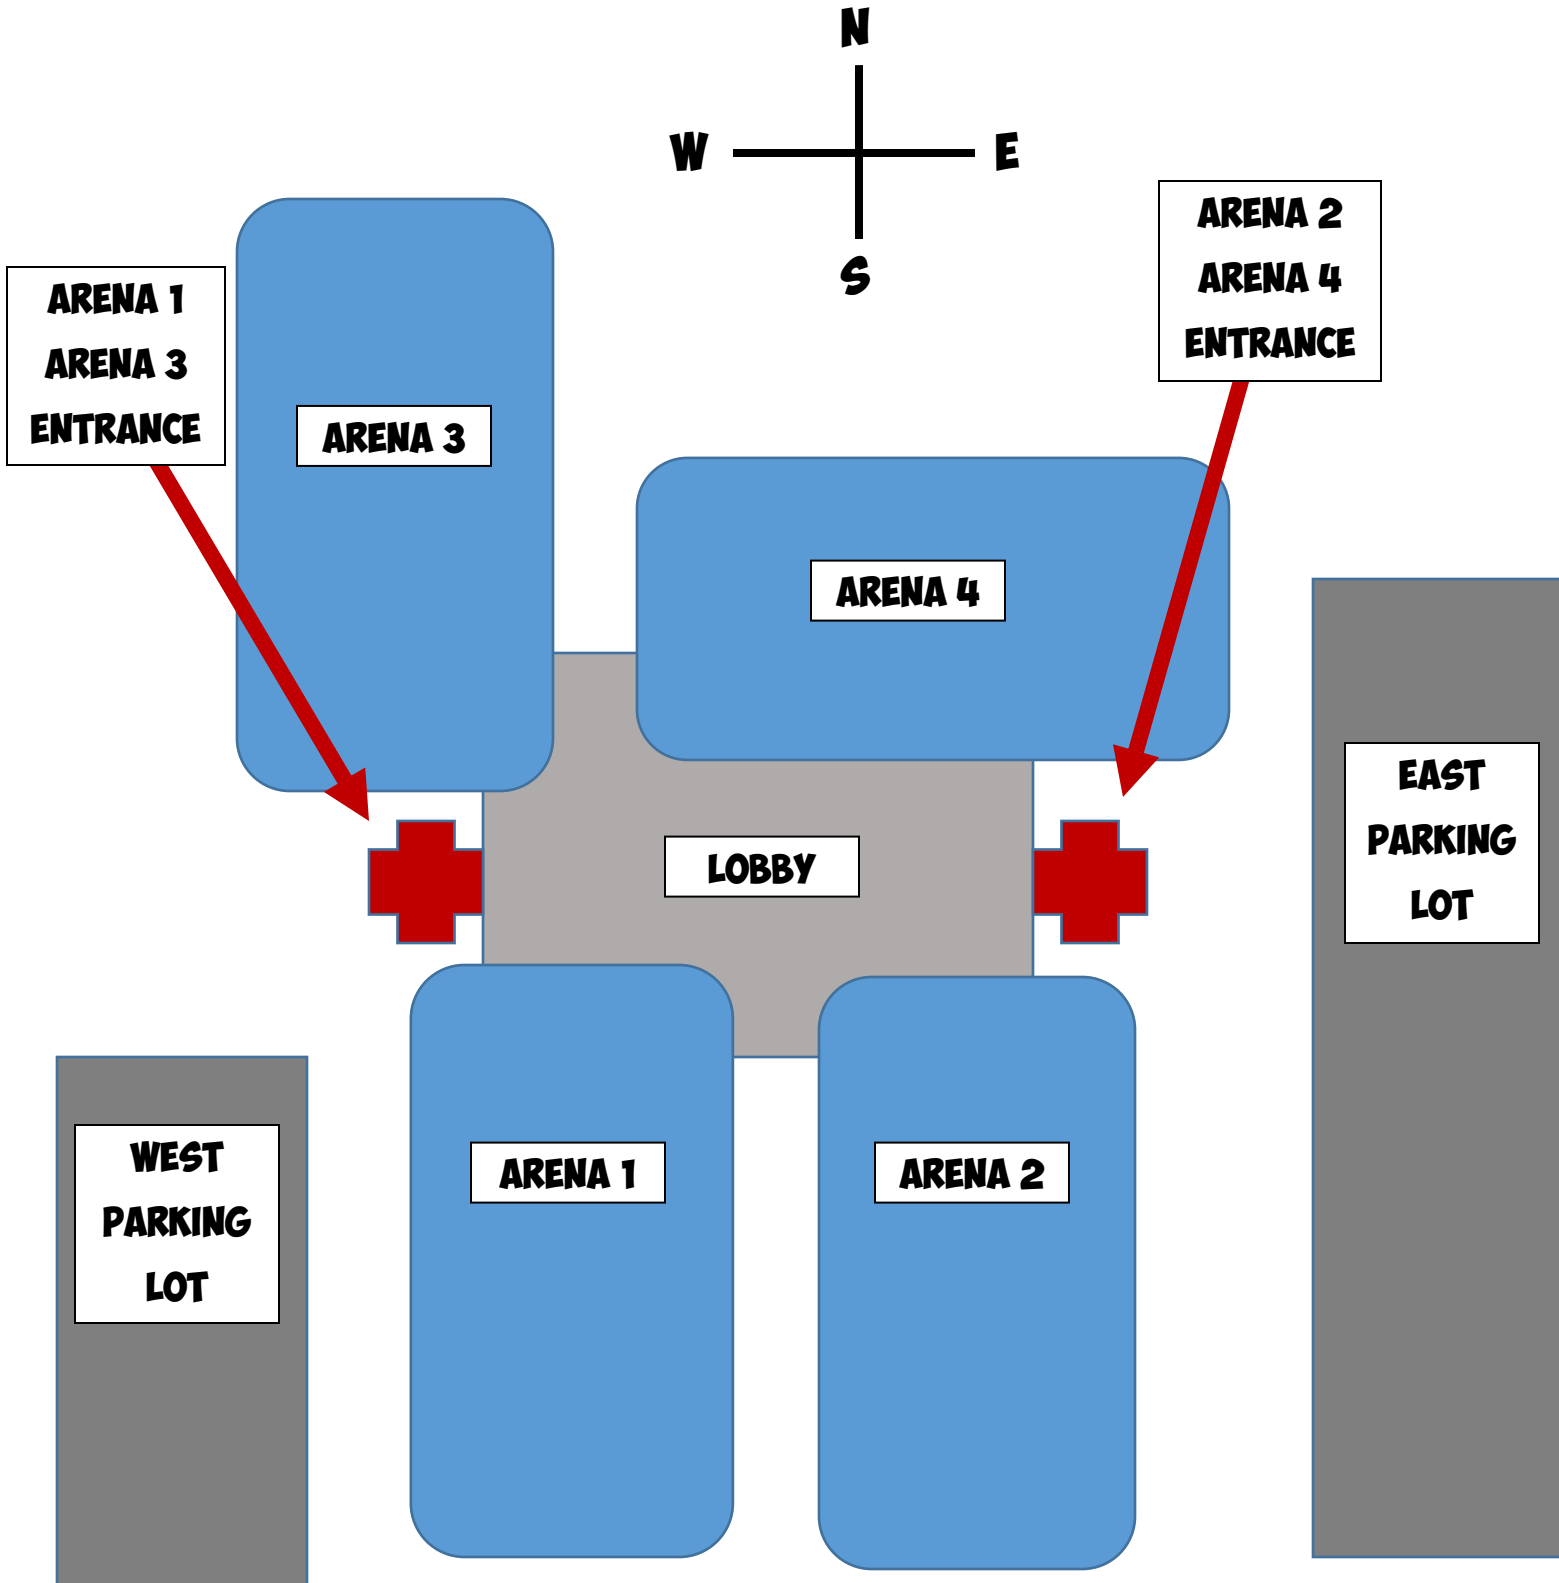 N
W
E
S
ARENA 2
ARENA 4
ENTRANCE
ARENA 1
ARENA 3
ENTRANCE
ARENA 3
ARENA 4
EAST
PARKING
LOT
LOBBY
WEST
PARKING
LOT
ARENA 1
ARENA 2